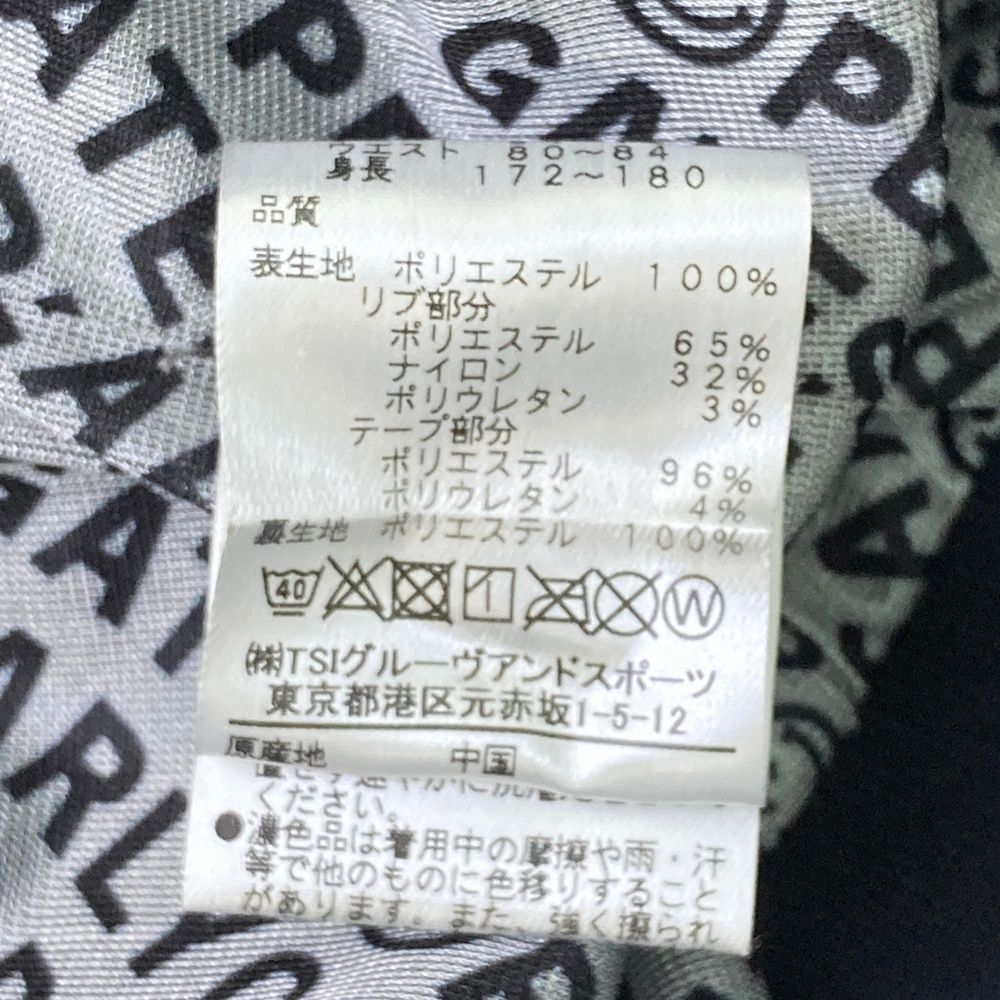 ウエスト 80〜84
身長 172〜180
品質
表生地 ポリエステル 100%
リブ部分
ポリエステル 65%
ナイロン 32%
ポリウレタン 3%
テープ部分
ポリエステル 96%
ポリウレタン 4%
裏生地 ポリエステル 100%
40 W
(株)TSIグルーヴアンドスポーツ
東京都港区元赤坂1-5-12
原産地 中国
ください。
●濃色品は着用中の摩擦や雨・汗
等で他のものに色移りすること
があります。また、強く擦られ